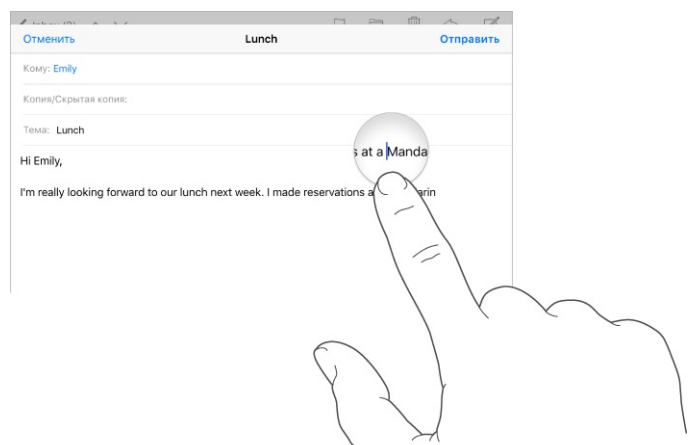 Отменить Lunch Отправить
Кому: Emily
Копия/Скрытая копия:
Тема: Lunch
s at a Manda
Hi Emily,
I'm really looking forward to our lunch next week. I made reservations a arin